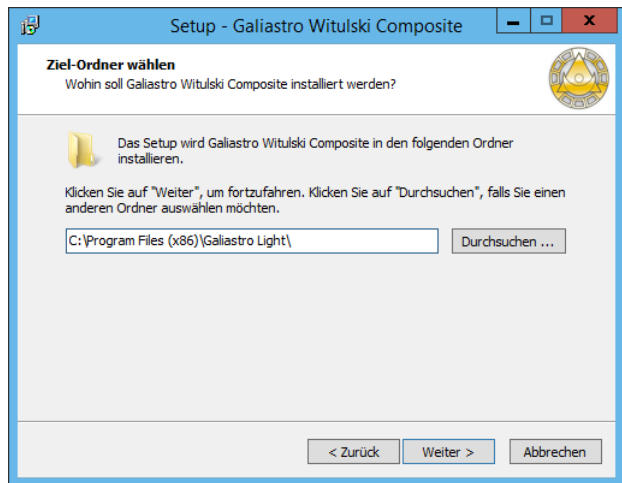 Setup - Galiastro Witulski Composite
Ziel-Ordner wählen
Wohin soll Galiastro Witulski Composite installiert werden?
Das Setup wird Galiastro Witulski Composite in den folgenden Ordner
installieren.
Klicken Sie auf "Weiter", um fortzufahren. Klicken Sie auf "Durchsuchen", falls Sie einen
anderen Ordner auswählen möchten.
C:\Program Files (x86)\Galiastro Light\
Durchsuchen ...
< Zurück
Weiter >
Abbrechen